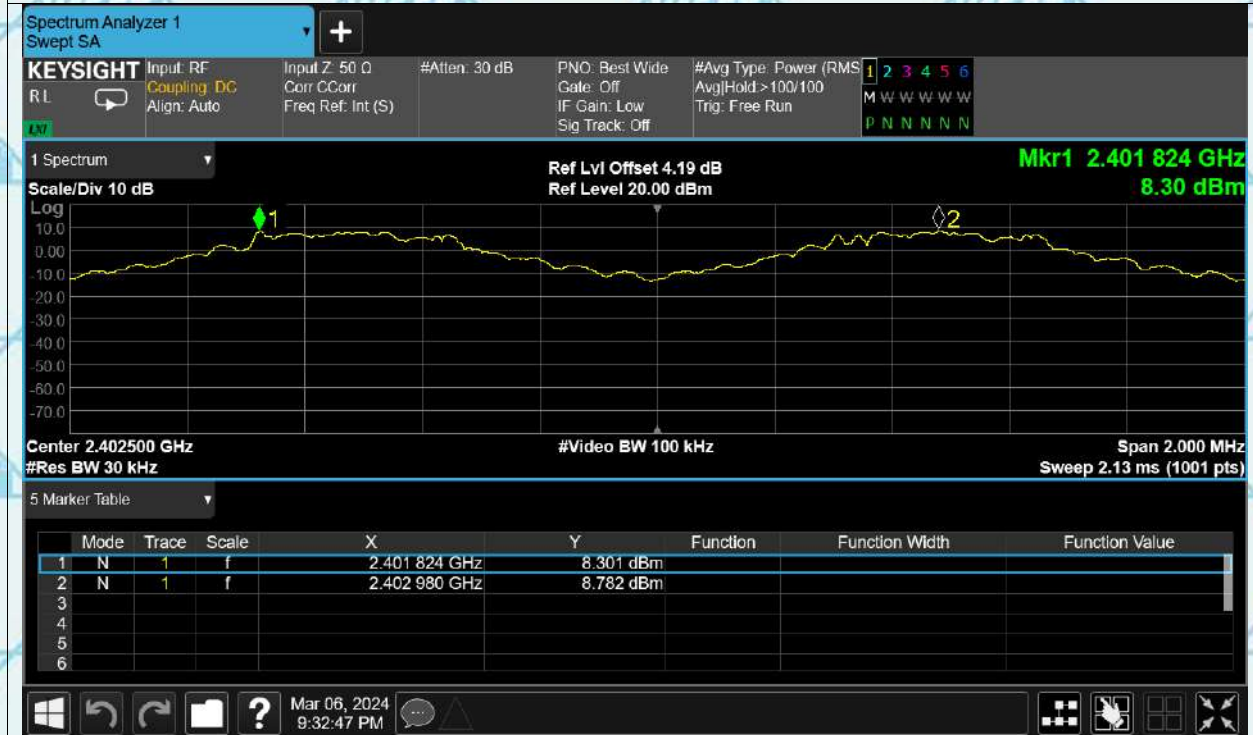 Spectrum Analyzer 1
Swept SA
+
KEYSIGHT
RL
LXI
Input: RF
Coupling: DC
Align: Auto
Input Z: 50 Ω
Corr CCorr
Freq Ref: Int (S)
#Atten: 30 dB
PNO: Best Wide
Gate: Off
IF Gain: Low
Sig Track: Off
#Avg Type: Power (RMS
Avg|Hold:>100/100
Trig: Free Run
1 2 3 4 5 6
M W W W W W
P N N N N N
1 Spectrum
Scale/Div 10 dB
Ref Lvl Offset 4.19 dB
Ref Level 20.00 dBm
Mkr1 2.401 824 GHz
8.30 dBm
Log
10.0
0.00
-10.0
-20.0
-30.0
-40.0
-50.0
-60.0
-70.0
1
2
Center 2.402500 GHz
#Res BW 30 kHz
#Video BW 100 kHz
Span 2.000 MHz
Sweep 2.13 ms (1001 pts)
5 Marker Table
Mode Trace Scale X Y Function Function Width Function Value
1 N 1 f 2.401 824 GHz 8.301 dBm
2 N 1 f 2.402 980 GHz 8.782 dBm
3
4
5
6
?
Mar 06, 2024
9:32:47 PM